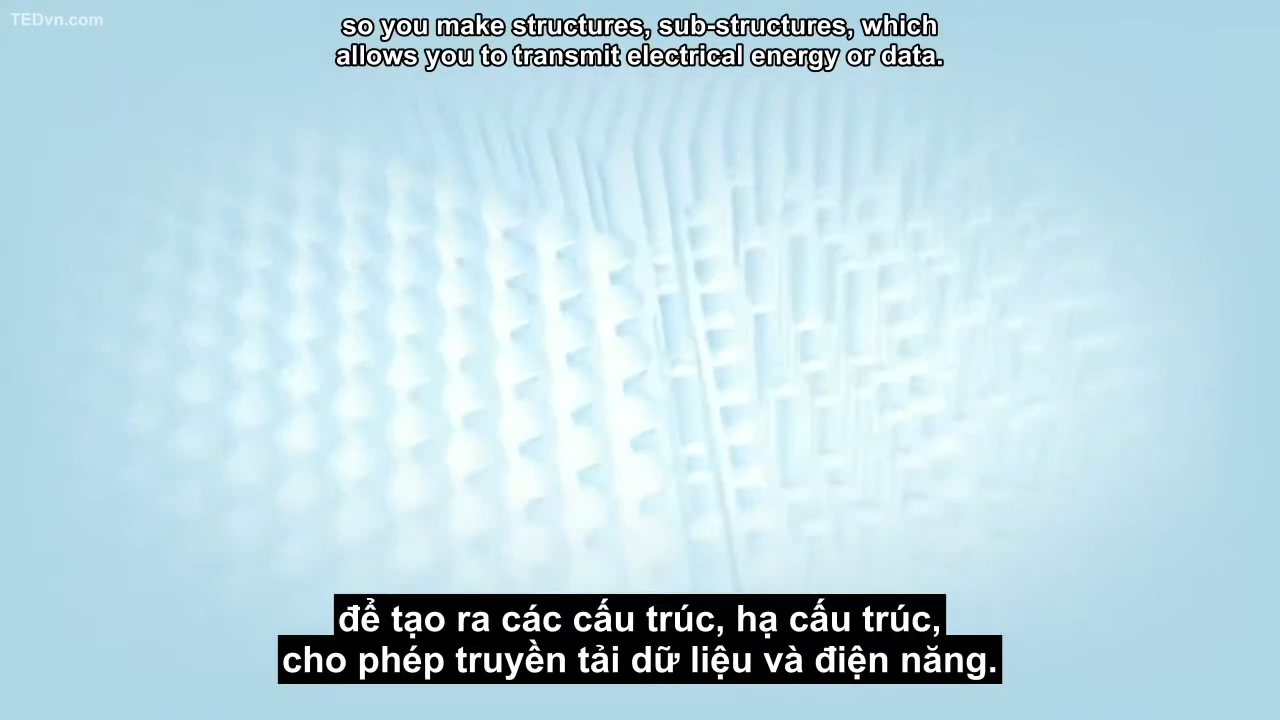 TEDvn.com
so you make structures, sub-structures, which
allows you to transmit electrical energy or data.
để tạo ra các cấu trúc, hạ cấu trúc,
cho phép truyền tải dữ liệu và điện năng.